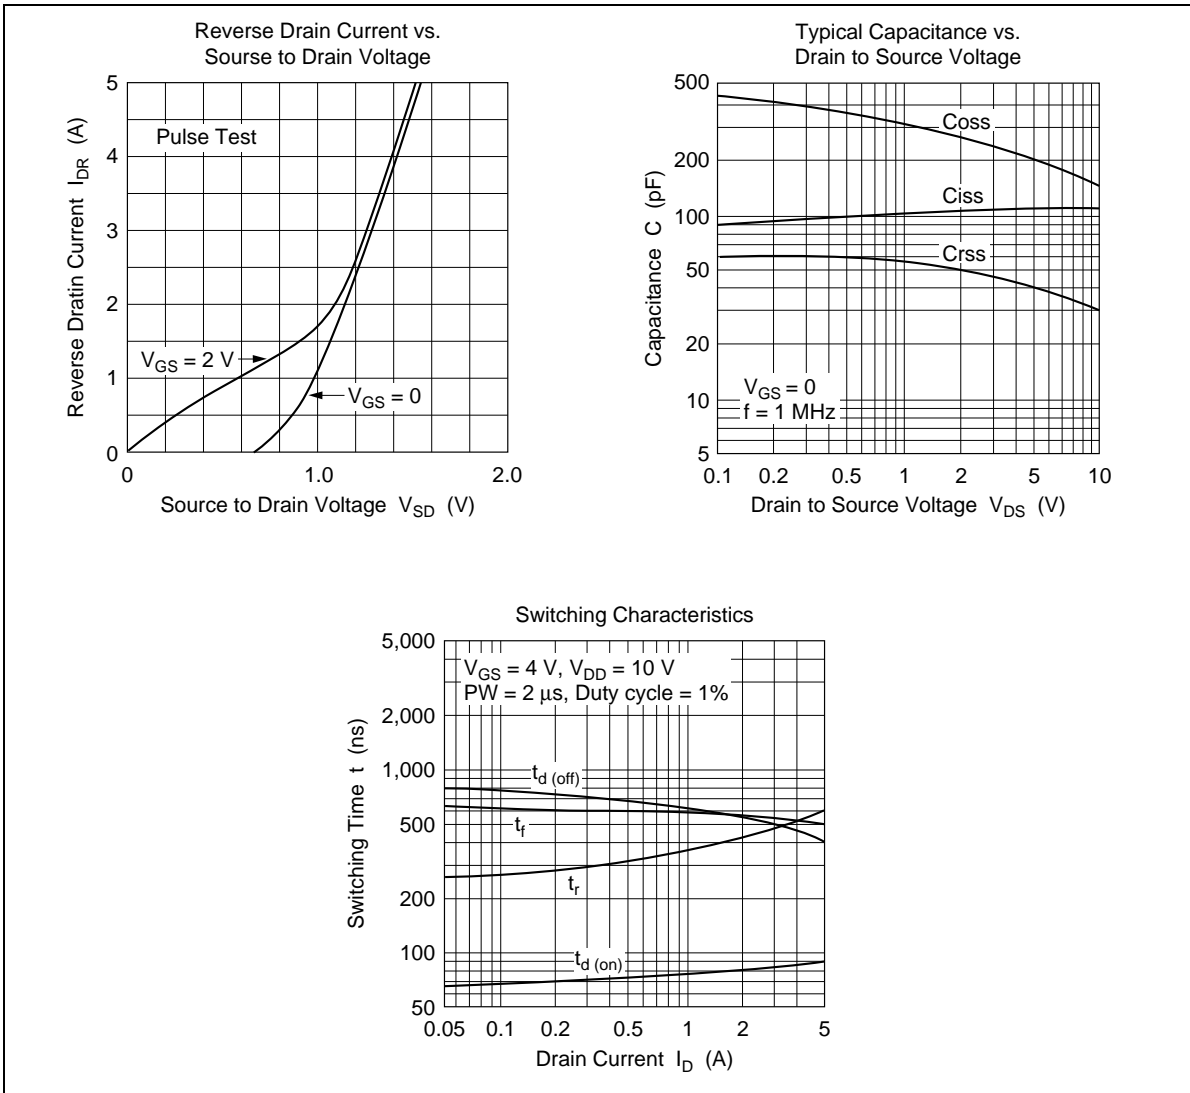 Reverse Drain Current vs.
Sourse to Drain Voltage
5
4
3
2
1
0
Reverse Dratin Current I_DR (A)
Pulse Test
V_GS = 2 V
V_GS = 0
0
1.0
2.0
Source to Drain Voltage V_SD (V)
Typical Capacitance vs.
Drain to Source Voltage
500
200
100
50
20
10
5
Capacitance C (pF)
Coss
Ciss
Crss
V_GS = 0
f = 1 MHz
0.1 0.2 0.5 1 2 5 10
Drain to Source Voltage V_DS (V)
Switching Characteristics
5,000
2,000
1,000
500
200
100
50
Switching Time t (ns)
V_GS = 4 V, V_DD = 10 V
PW = 2 μs, Duty cycle = 1%
t_d (off)
t_f
t_r
t_d (on)
0.05 0.1 0.2 0.5 1 2 5
Drain Current I_D (A)